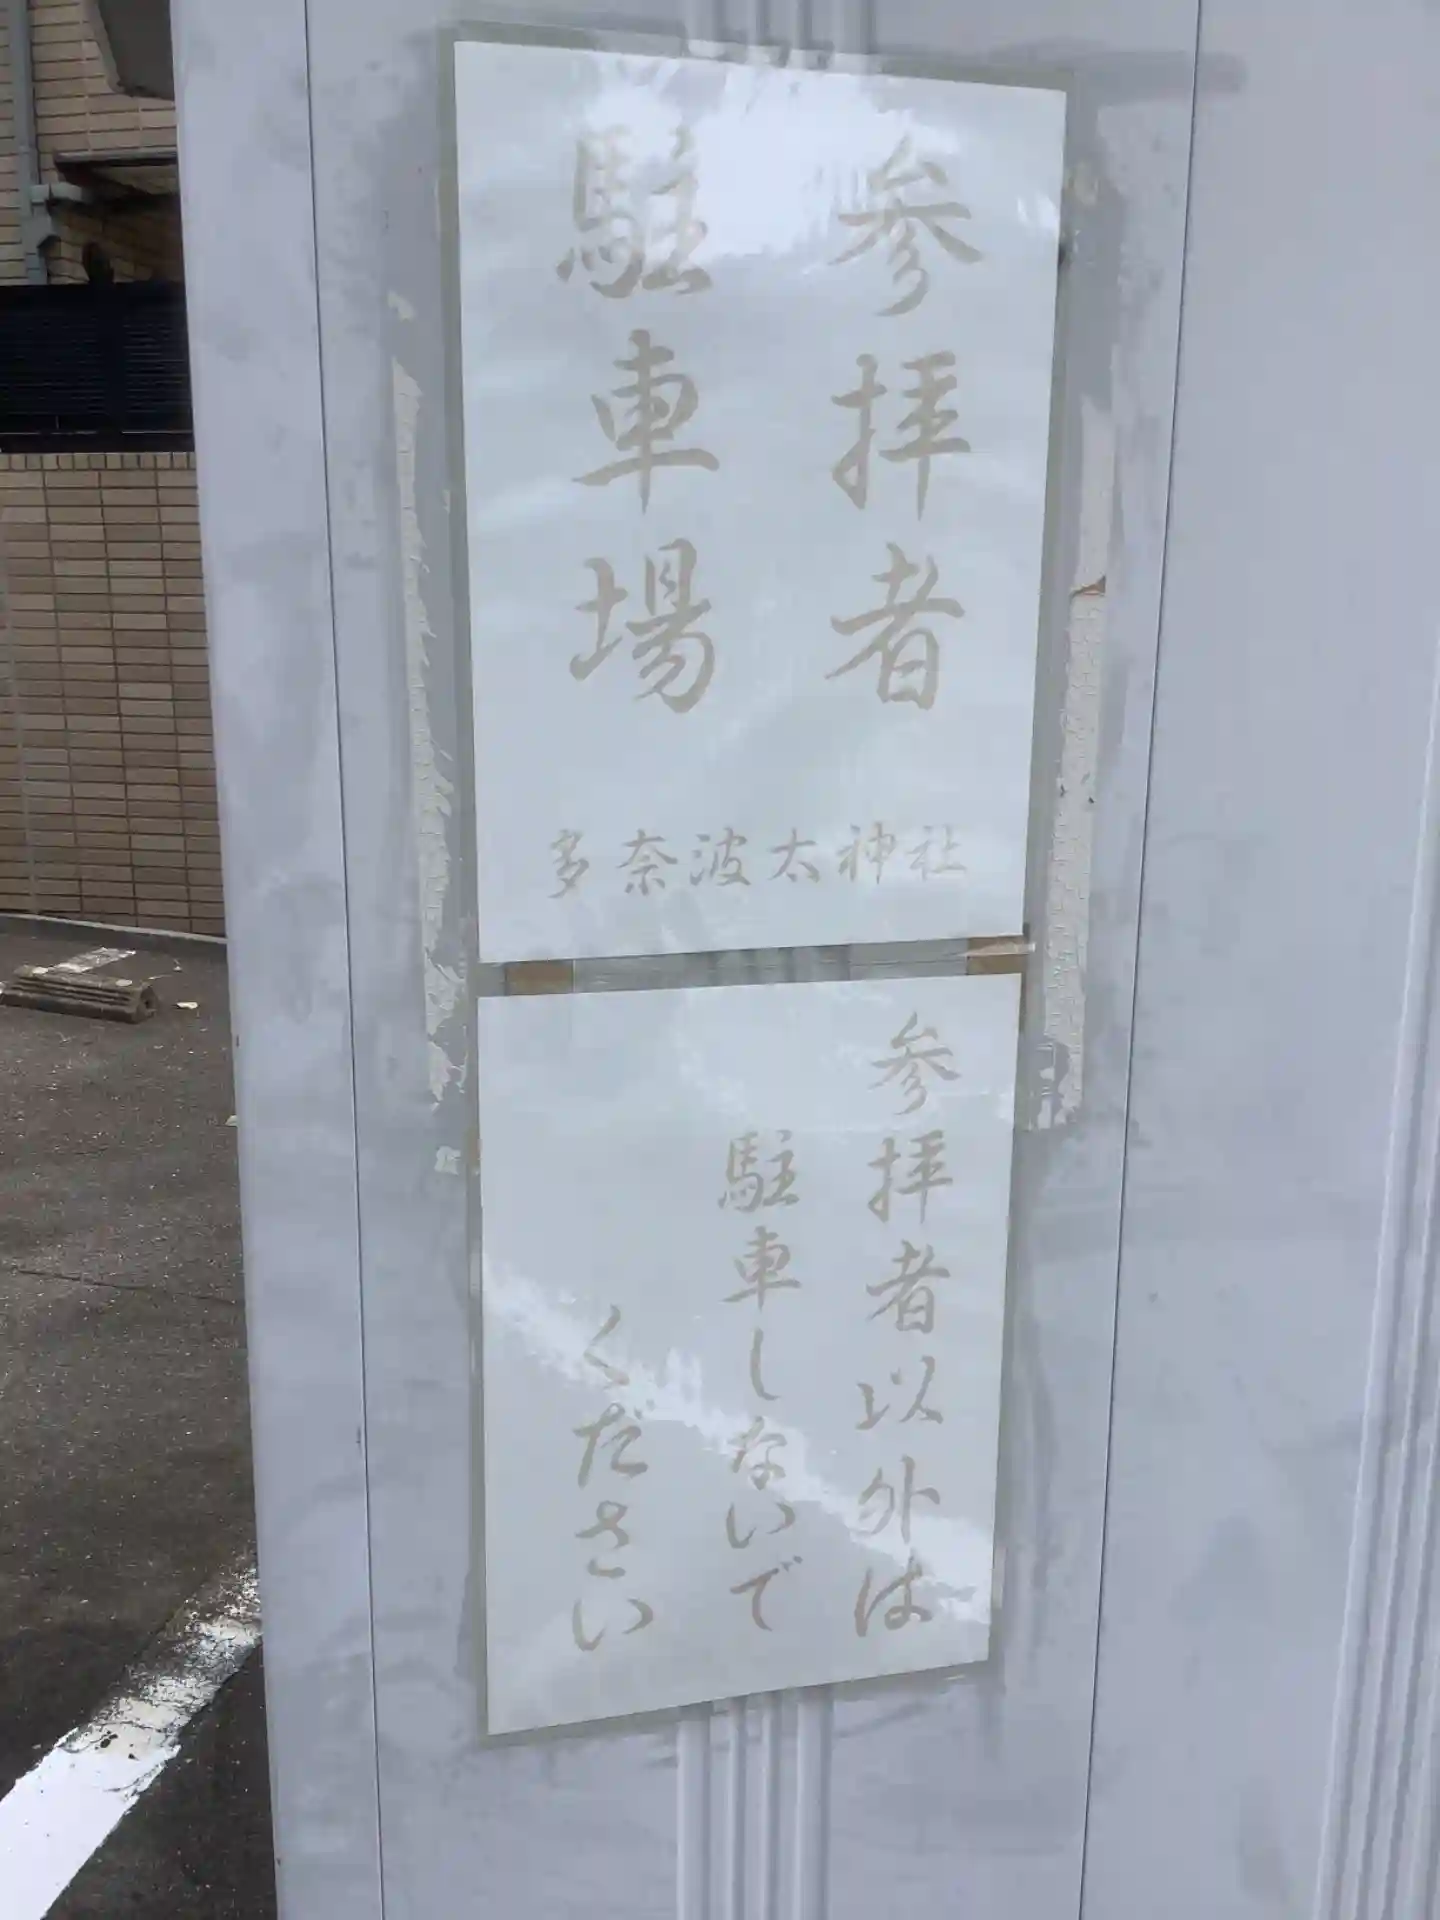 参拝者
駐車場
多奈波太神社
参拝者以外は
駐車しないで
ください